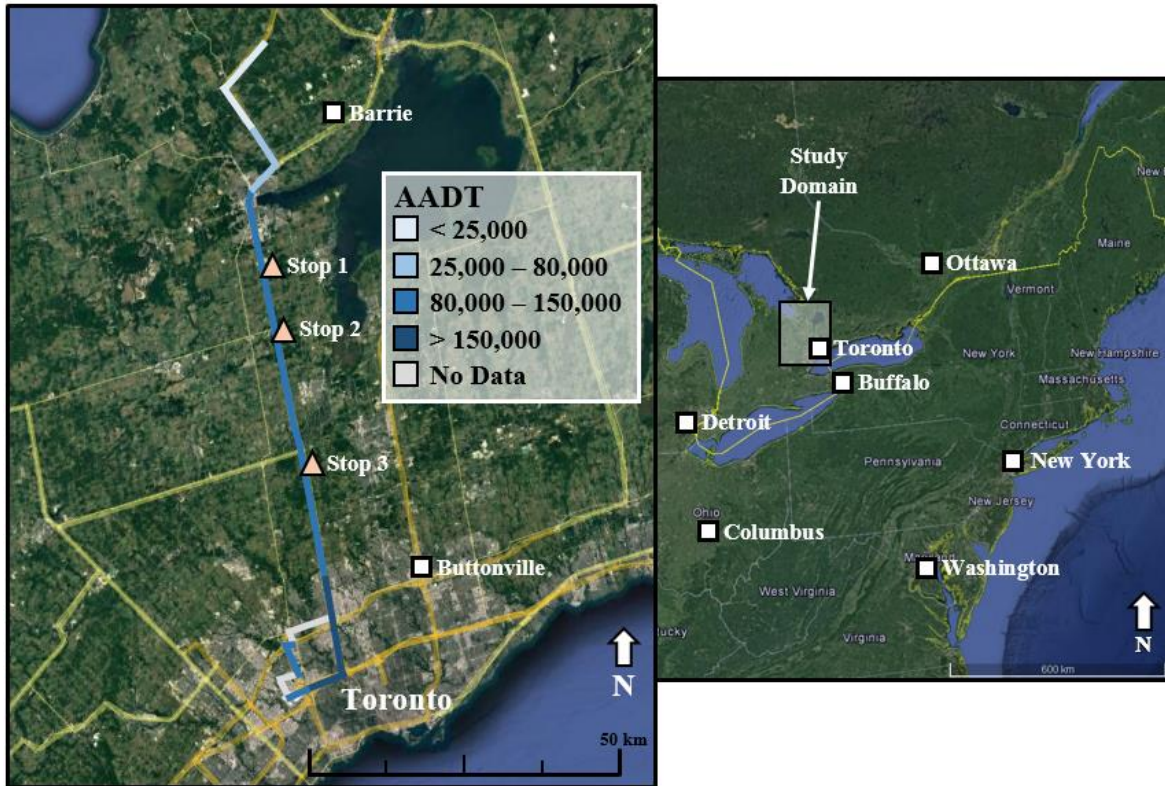 Barrie
AADT
< 25,000
25,000 – 80,000
80,000 – 150,000
> 150,000
No Data
Stop 1
Stop 2
Stop 3
Buttonville
Toronto
N
50 km
Study
Domain
Ottawa
Maine
Vermont
Toronto
New York
New Hampshire
Buffalo
Massachusetts
Detroit
Connecticut
Pennsylvania
New York
New Jersey
Ohio
Columbus
Washington
West Virginia
Virginia
N
600 km